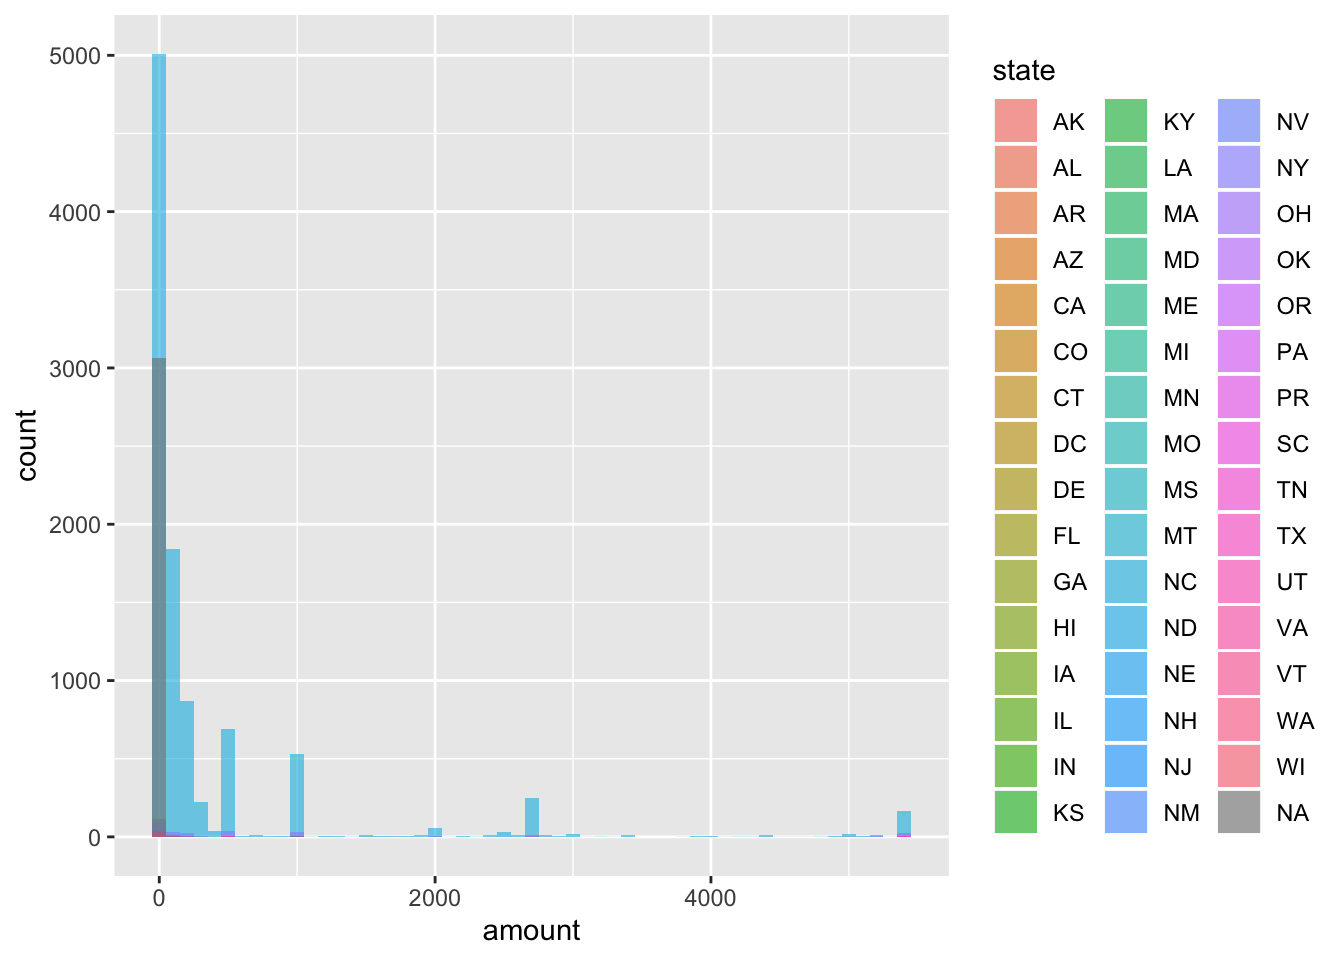 state
AK KY NV
AL LA NY
AR MA OH
AZ MD OK
CA ME OR
CO MI PA
CT MN PR
DC MO SC
DE MS TN
FL MT TX
GA NC UT
HI ND VA
IA NE VT
IL NH WA
IN NJ WI
KS NM NA
5000
4000
3000
2000
1000
0
count
0 2000 4000
amount